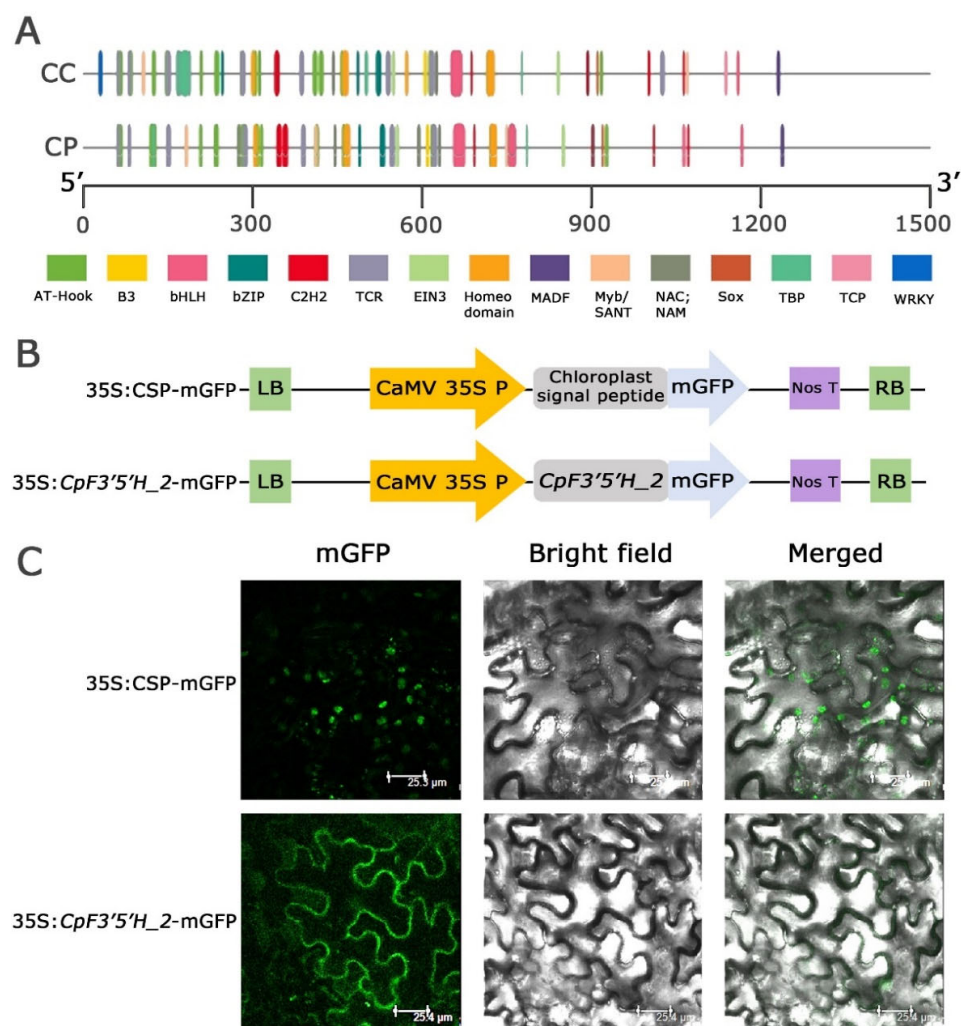 A
CC
CP
5′ 3′
0 300 600 900 1200 1500
AT-Hook B3 bHLH bZIP C2H2 TCR EIN3 Homeo domain MADF Myb/ SANT NAC; NAM Sox TBP TCP WRKY
B
35S:CSP-mGFP LB CaMV 35S P Chloroplast signal peptide mGFP Nos T RB
35S:CpF3′5′H_2-mGFP LB CaMV 35S P CpF3′5′H_2 mGFP Nos T RB
C
mGFP Bright field Merged
35S:CSP-mGFP
25.3 µm
35S:CpF3′5′H_2-mGFP
25.4 µm 25.4 µm 25.4 µm